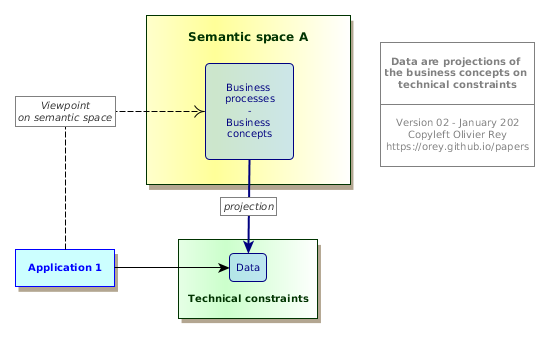 Semantic space A
Business
processes
-
Business
concepts
Data are projections of
the business concepts on
technical constraints
Version 02 - January 202
Copyleft Olivier Rey
https://orey.github.io/papers
Viewpoint
on semantic space
projection
Application 1
Data
Technical constraints